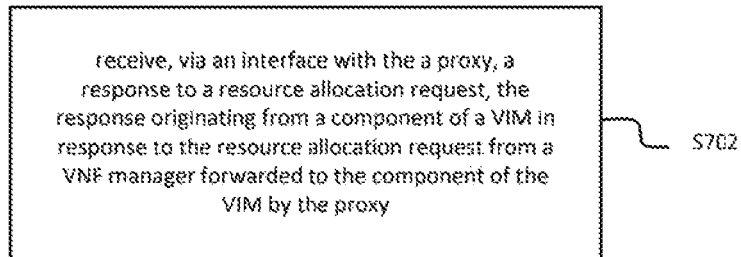 receive, via an interface with the a proxy, a
response to a resource allocation request, the
response originating from a component of a VIM in
response to the resource allocation request from a
VNF manager forwarded to the component of the
VIM by the proxy
S702